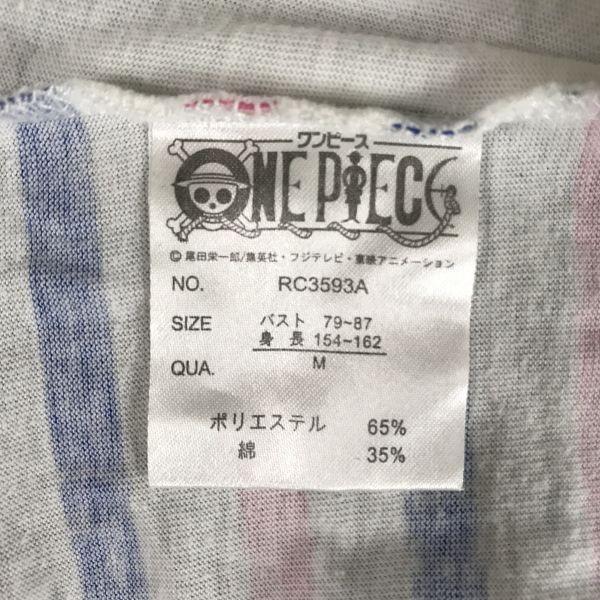 ワンピース
ONE PIECE
© 尾田栄一郎/集英社・フジテレビ・東映アニメーション
NO. RC3593A
SIZE バスト 79~87
身長 154~162
QUA. M
ポリエステル 65%
綿 35%